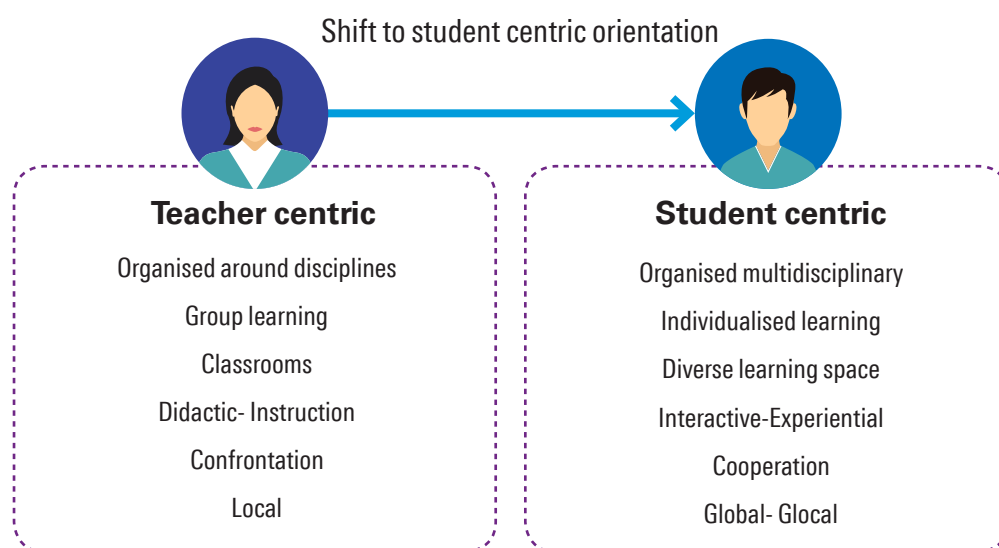 Shift to student centric orientation
Teacher centric
Organised around disciplines
Group learning
Classrooms
Didactic- Instruction
Confrontation
Local
Student centric
Organised multidisciplinary
Individualised learning
Diverse learning space
Interactive-Experiential
Cooperation
Global- Glocal